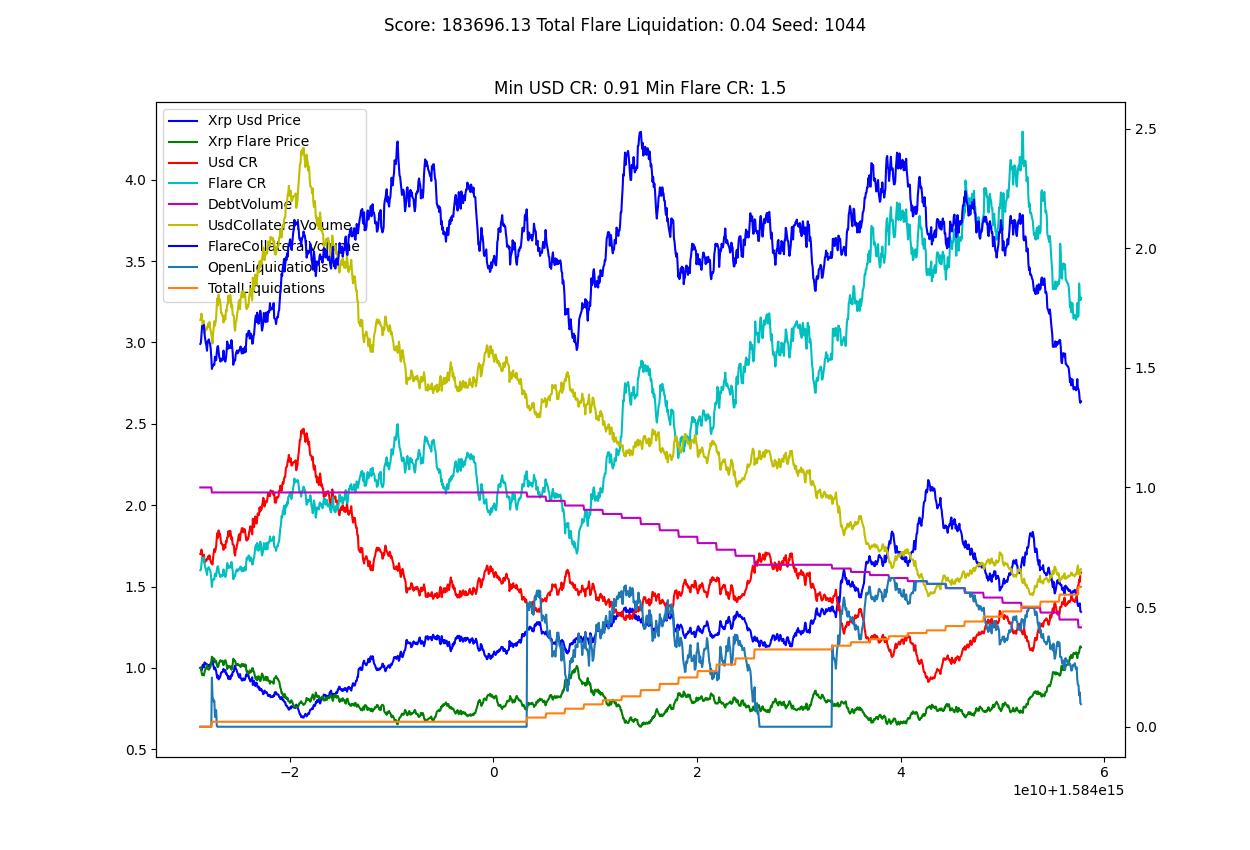 Score: 183696.13 Total Flare Liquidation: 0.04 Seed: 1044
Min USD CR: 0.91 Min Flare CR: 1.5
Xrp Usd Price
Xrp Flare Price
Usd CR
Flare CR
DebtVolume
UsdCollateralVolume
FlareCollateralVolume
OpenLiquidations
TotalLiquidations
4.0
3.5
3.0
2.5
2.0
1.5
1.0
0.5
2.5
2.0
1.5
1.0
0.5
0.0
−2 0 2 4 6
1e10+1.584e15